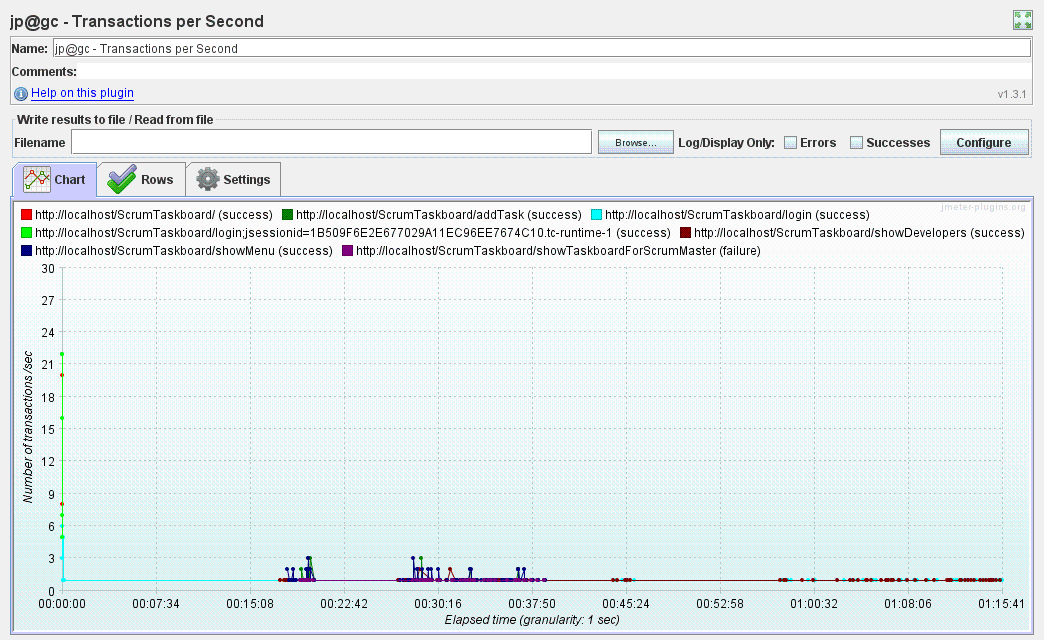 jp@gc - Transactions per Second
Name: jp@gc - Transactions per Second
Comments:
Help on this plugin
v1.3.1
Write results to file / Read from file
Filename Browse... Log/Display Only: Errors Successes Configure
Chart Rows Settings
jmeter-plugins.org
http://localhost/ScrumTaskboard/ (success) http://localhost/ScrumTaskboard/addTask (success) http://localhost/ScrumTaskboard/login (success)
http://localhost/ScrumTaskboard/login;jsessionid=1B509F6E2E677029A11EC96EE7674C10.tc-runtime-1 (success) http://localhost/ScrumTaskboard/showDevelopers (success)
http://localhost/ScrumTaskboard/showMenu (success) http://localhost/ScrumTaskboard/showTaskboardForScrumMaster (failure)
30
27
24
21
18
15
12
9
6
3
0
Number of transactions /sec
00:00:00 00:07:34 00:15:08 00:22:42 00:30:16 00:37:50 00:45:24 00:52:58 01:00:32 01:08:06 01:15:41
Elapsed time (granularity: 1 sec)